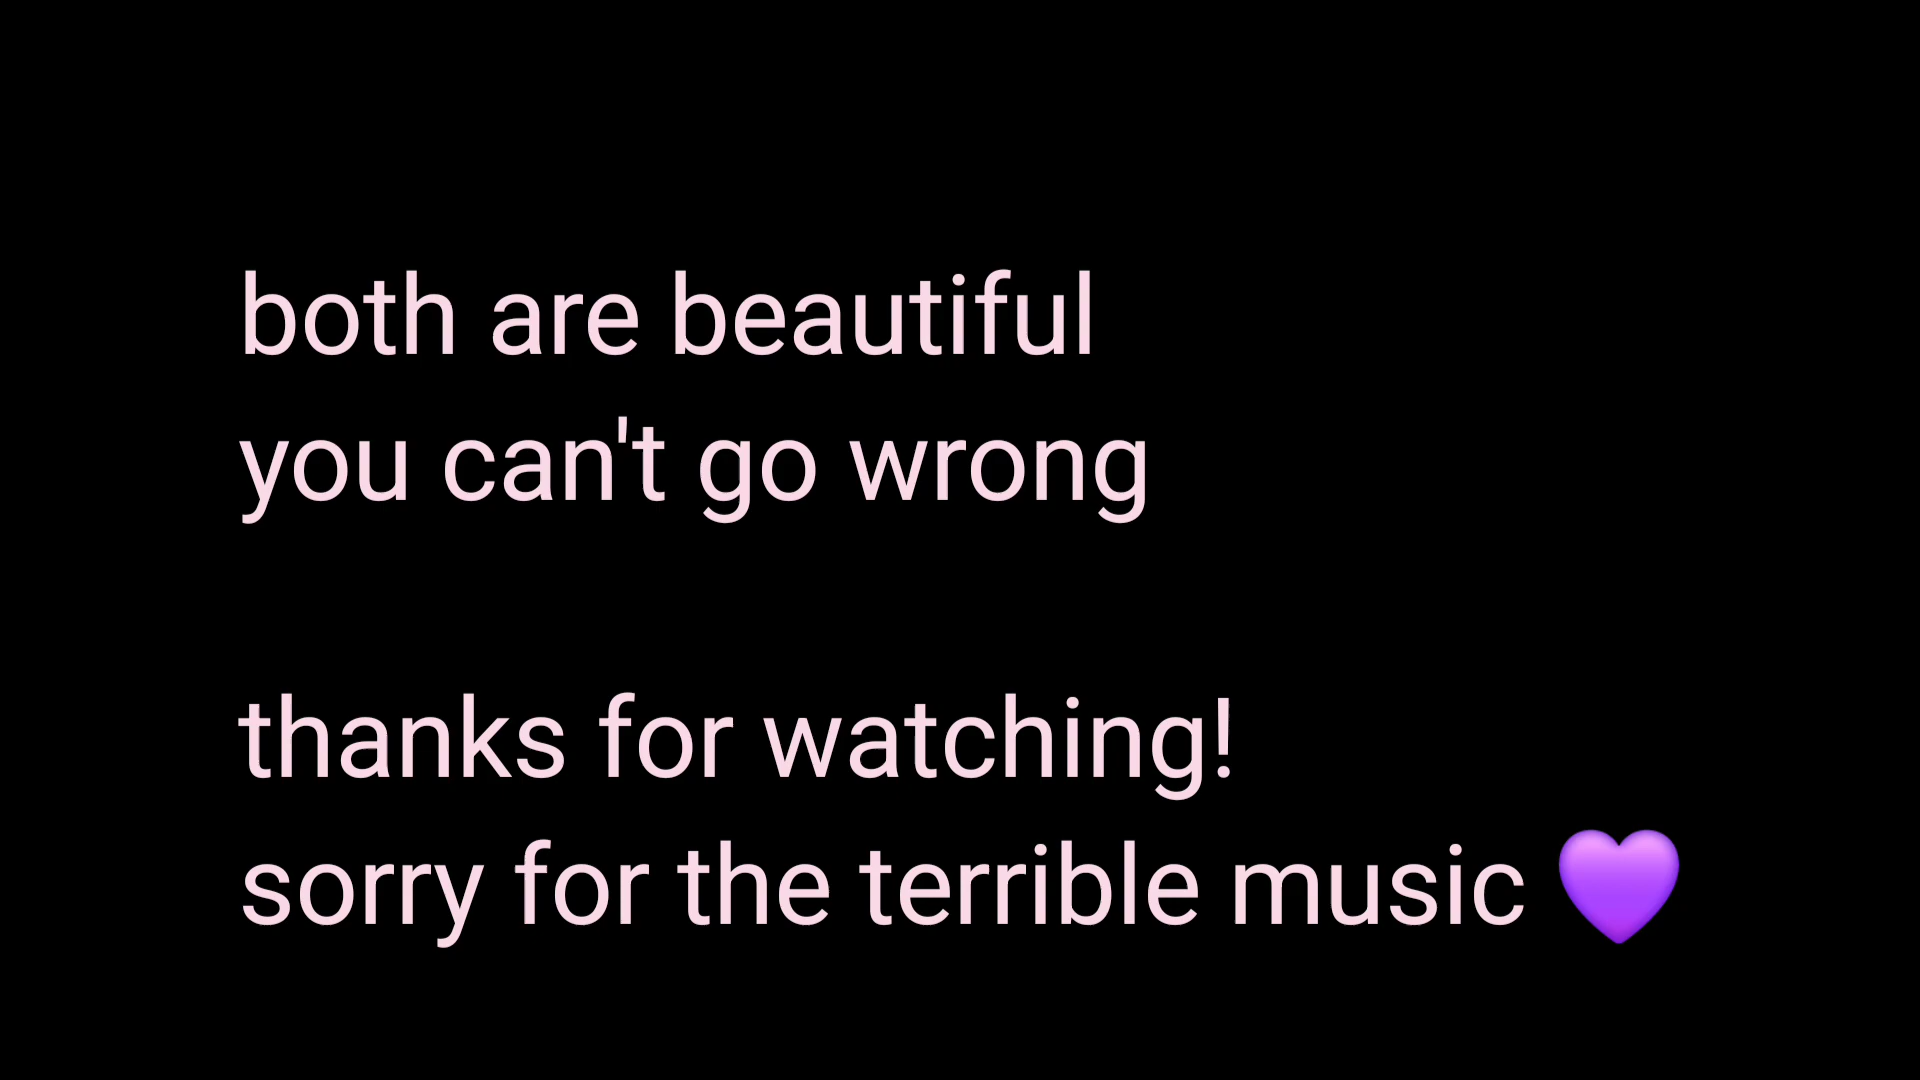 both are beautiful
you can't go wrong
thanks for watching!
sorry for the terrible music 💜